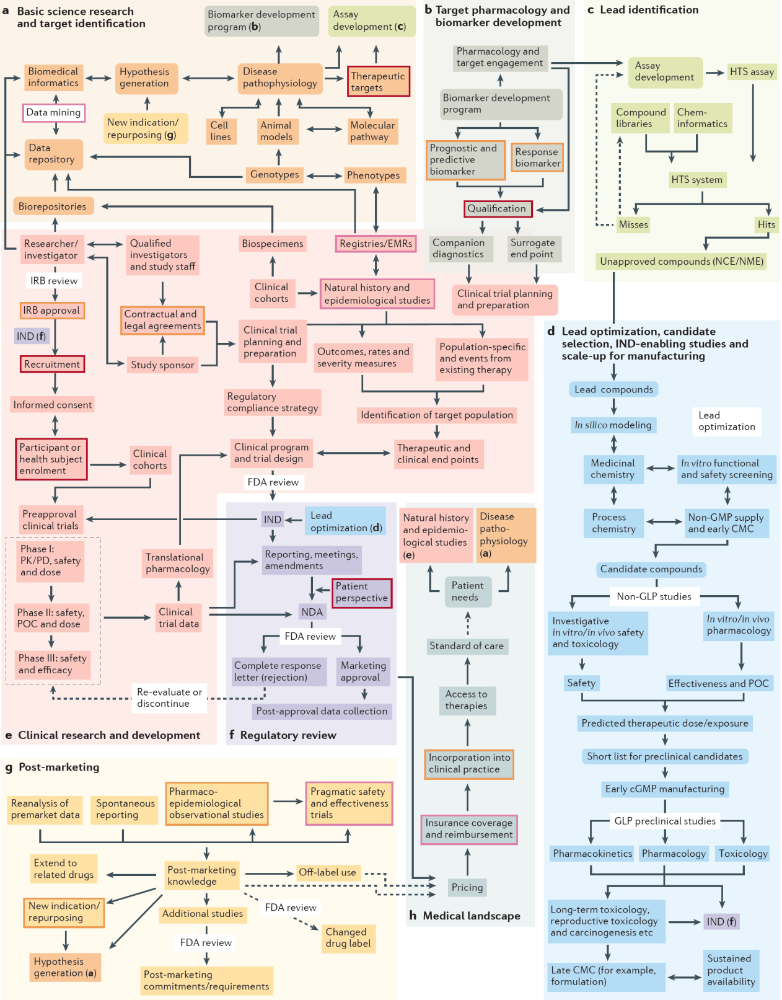 a Basic science research
and target identification
Biomarker development
program (b)
Assay
development (c)
Biomedical
informatics
Hypothesis
generation
Disease
pathophysiology
Therapeutic
targets
Data mining
New indication/
repurposing (g)
Cell
lines
Animal
models
Molecular
pathway
Data
repository
Genotypes
Phenotypes
Biorepositories
b Target pharmacology and
biomarker development
Pharmacology and
target engagement
Biomarker development
program
Prognostic and
predictive
biomarker
Response
biomarker
Qualification
Companion
diagnostics
Surrogate
end point
Clinical trial planning
and preparation
c Lead identification
Assay
development
HTS assay
Compound
libraries
Chem-
informatics
HTS system
Misses
Hits
Unapproved compounds (NCE/NME)
d Lead optimization, candidate
selection, IND-enabling studies and
scale-up for manufacturing
Lead compounds
In silico modeling
Lead
optimization
Medicinal
chemistry
In vitro functional
and safety screening
Process
chemistry
Non-GMP supply
and early CMC
Candidate compounds
Non-GLP studies
Investigative
in vitro/in vivo safety
and toxicology
In vitro/in vivo
pharmacology
Safety
Effectiveness and POC
Predicted therapeutic dose/exposure
Short list for preclinical candidates
Early cGMP manufacturing
GLP preclinical studies
Pharmacokinetics
Pharmacology
Toxicology
Long-term toxicology,
reproductive toxicology
and carcinogenesis etc
IND (f)
Late CMC (for example,
formulation)
Sustained
product
availability
Researcher/
investigator
Qualified
investigators
and study staff
Biospecimens
Registries/EMRs
IRB review
Clinical
cohorts
Natural history and
epidemiological studies
IRB approval
Contractual and
legal agreements
IND (f)
Clinical trial
planning and
preparation
Outcomes, rates and
severity measures
Population-specific
and events from
existing therapy
Recruitment
Study sponsor
Informed consent
Regulatory
compliance strategy
Identification of target population
Participant or
health subject
enrolment
Clinical
cohorts
Clinical program
and trial design
Therapeutic and
clinical end points
FDA review
Preapproval
clinical trials
Phase I:
PK/PD, safety
and dose
Translational
pharmacology
Phase II: safety,
POC and dose
Clinical
trial data
Phase III: safety
and efficacy
Re-evaluate or
discontinue
e Clinical research and development
IND
Lead
optimization (d)
Reporting, meetings,
amendments
Patient
perspective
NDA
FDA review
Complete response
letter (rejection)
Marketing
approval
Post-approval data collection
f Regulatory review
Natural history
and epidemio-
logical studies
(e)
Disease
patho-
physiology
(a)
Patient
needs
Standard of care
Access to
therapies
Incorporation into
clinical practice
Insurance coverage
and reimbursement
Pricing
h Medical landscape
g Post-marketing
Reanalysis of
premarket data
Spontaneous
reporting
Pharmaco-
epidemiological
observational studies
Pragmatic safety
and effectiveness
trials
Extend to
related drugs
Post-marketing
knowledge
Off-label use
New indication/
repurposing
Additional studies
FDA review
FDA review
Changed
drug label
Hypothesis
generation (a)
Post-marketing
commitments/requirements